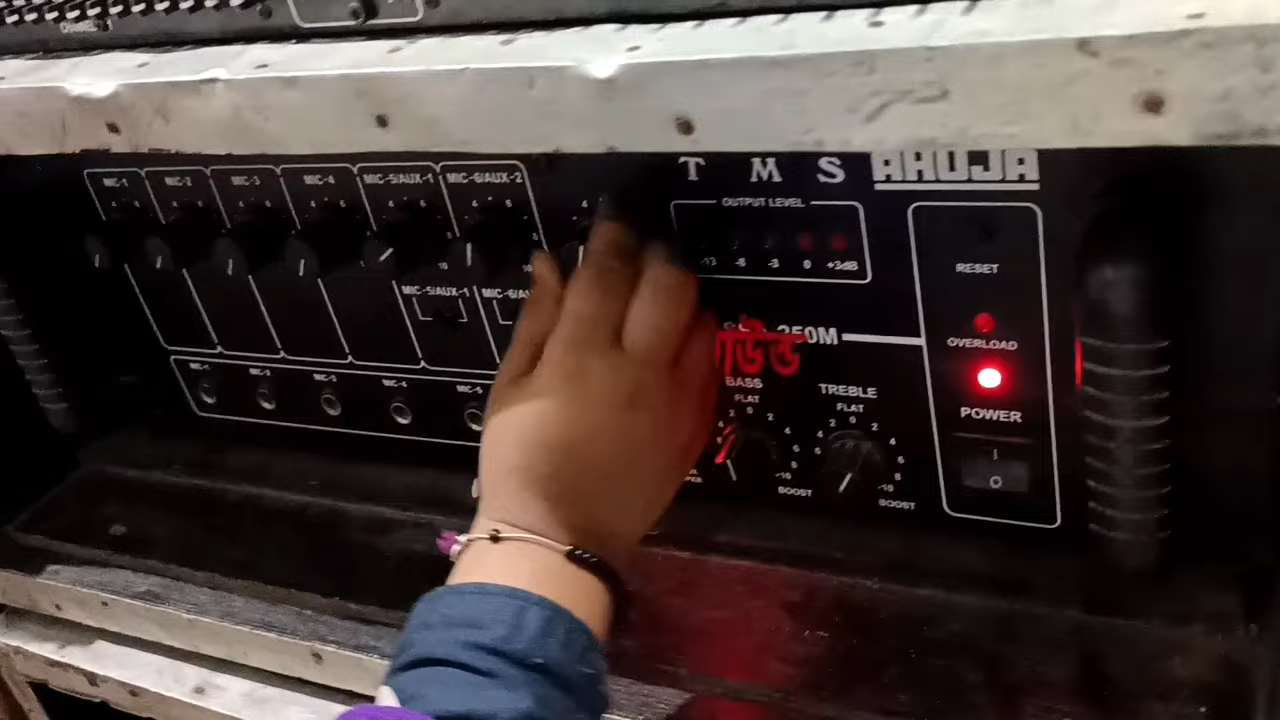 CHANNEL
T M S AHUJA
MIC-1 MIC-2 MIC-3 MIC-4 MIC-5/AUX-1 MIC-6/AUX-2
OUTPUT LEVEL
-8 -3 0 +3dB
RESET
MIC-5/AUX-1
250M
OVERLOAD
MIC-1 MIC-2 MIC-3 MIC-4 MIC-5
BASS TREBLE
FLAT FLAT
POWER
BOOST BOOST